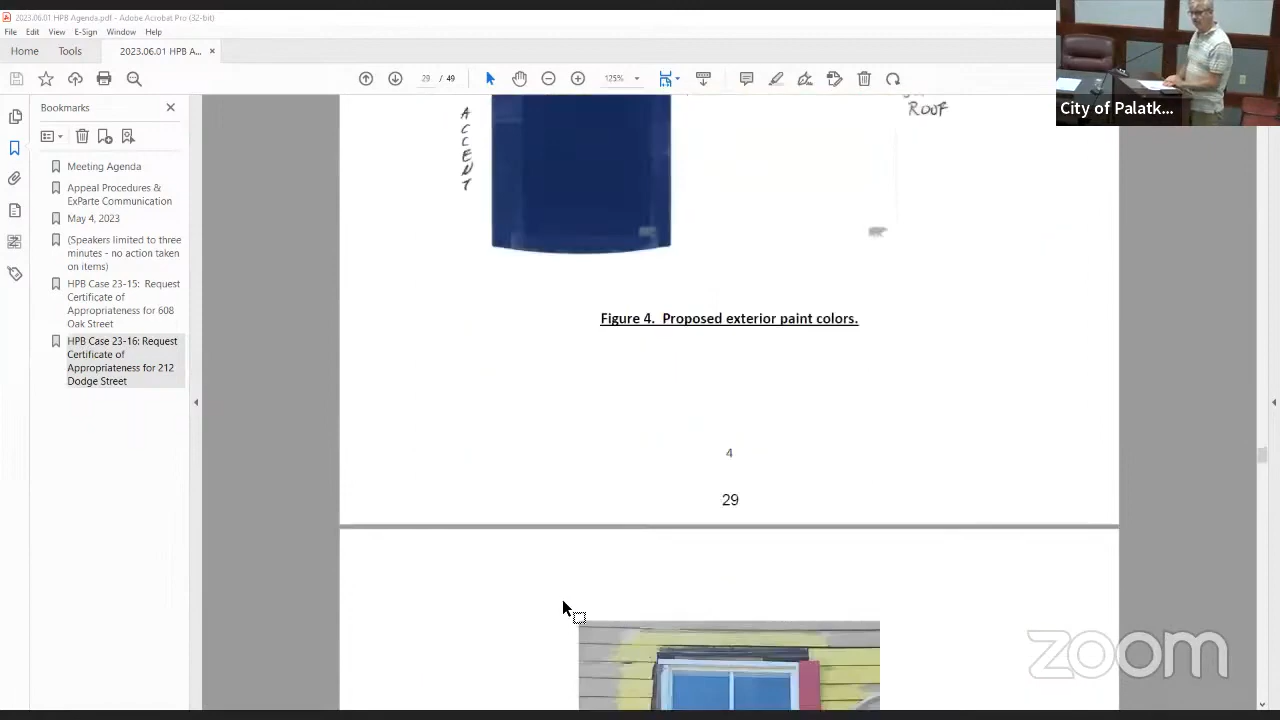 2023.06.01 HPB Agenda.pdf - Adobe Acrobat Pro (32-bit)
File Edit View E-Sign Window Help
Home Tools 2023.06.01 HPB A... ×
29 / 49 125%
Bookmarks
Meeting Agenda
Appeal Procedures &
ExParte Communication
May 4, 2023
(Speakers limited to three
minutes - no action taken
on items)
HPB Case 23-15: Request
Certificate of
Appropriateness for 608
Oak Street
HPB Case 23-16: Request
Certificate of
Appropriateness for 212
Dodge Street
ACCENT
ROOF
Figure 4. Proposed exterior paint colors.
4
29
City of Palatk...
zoom